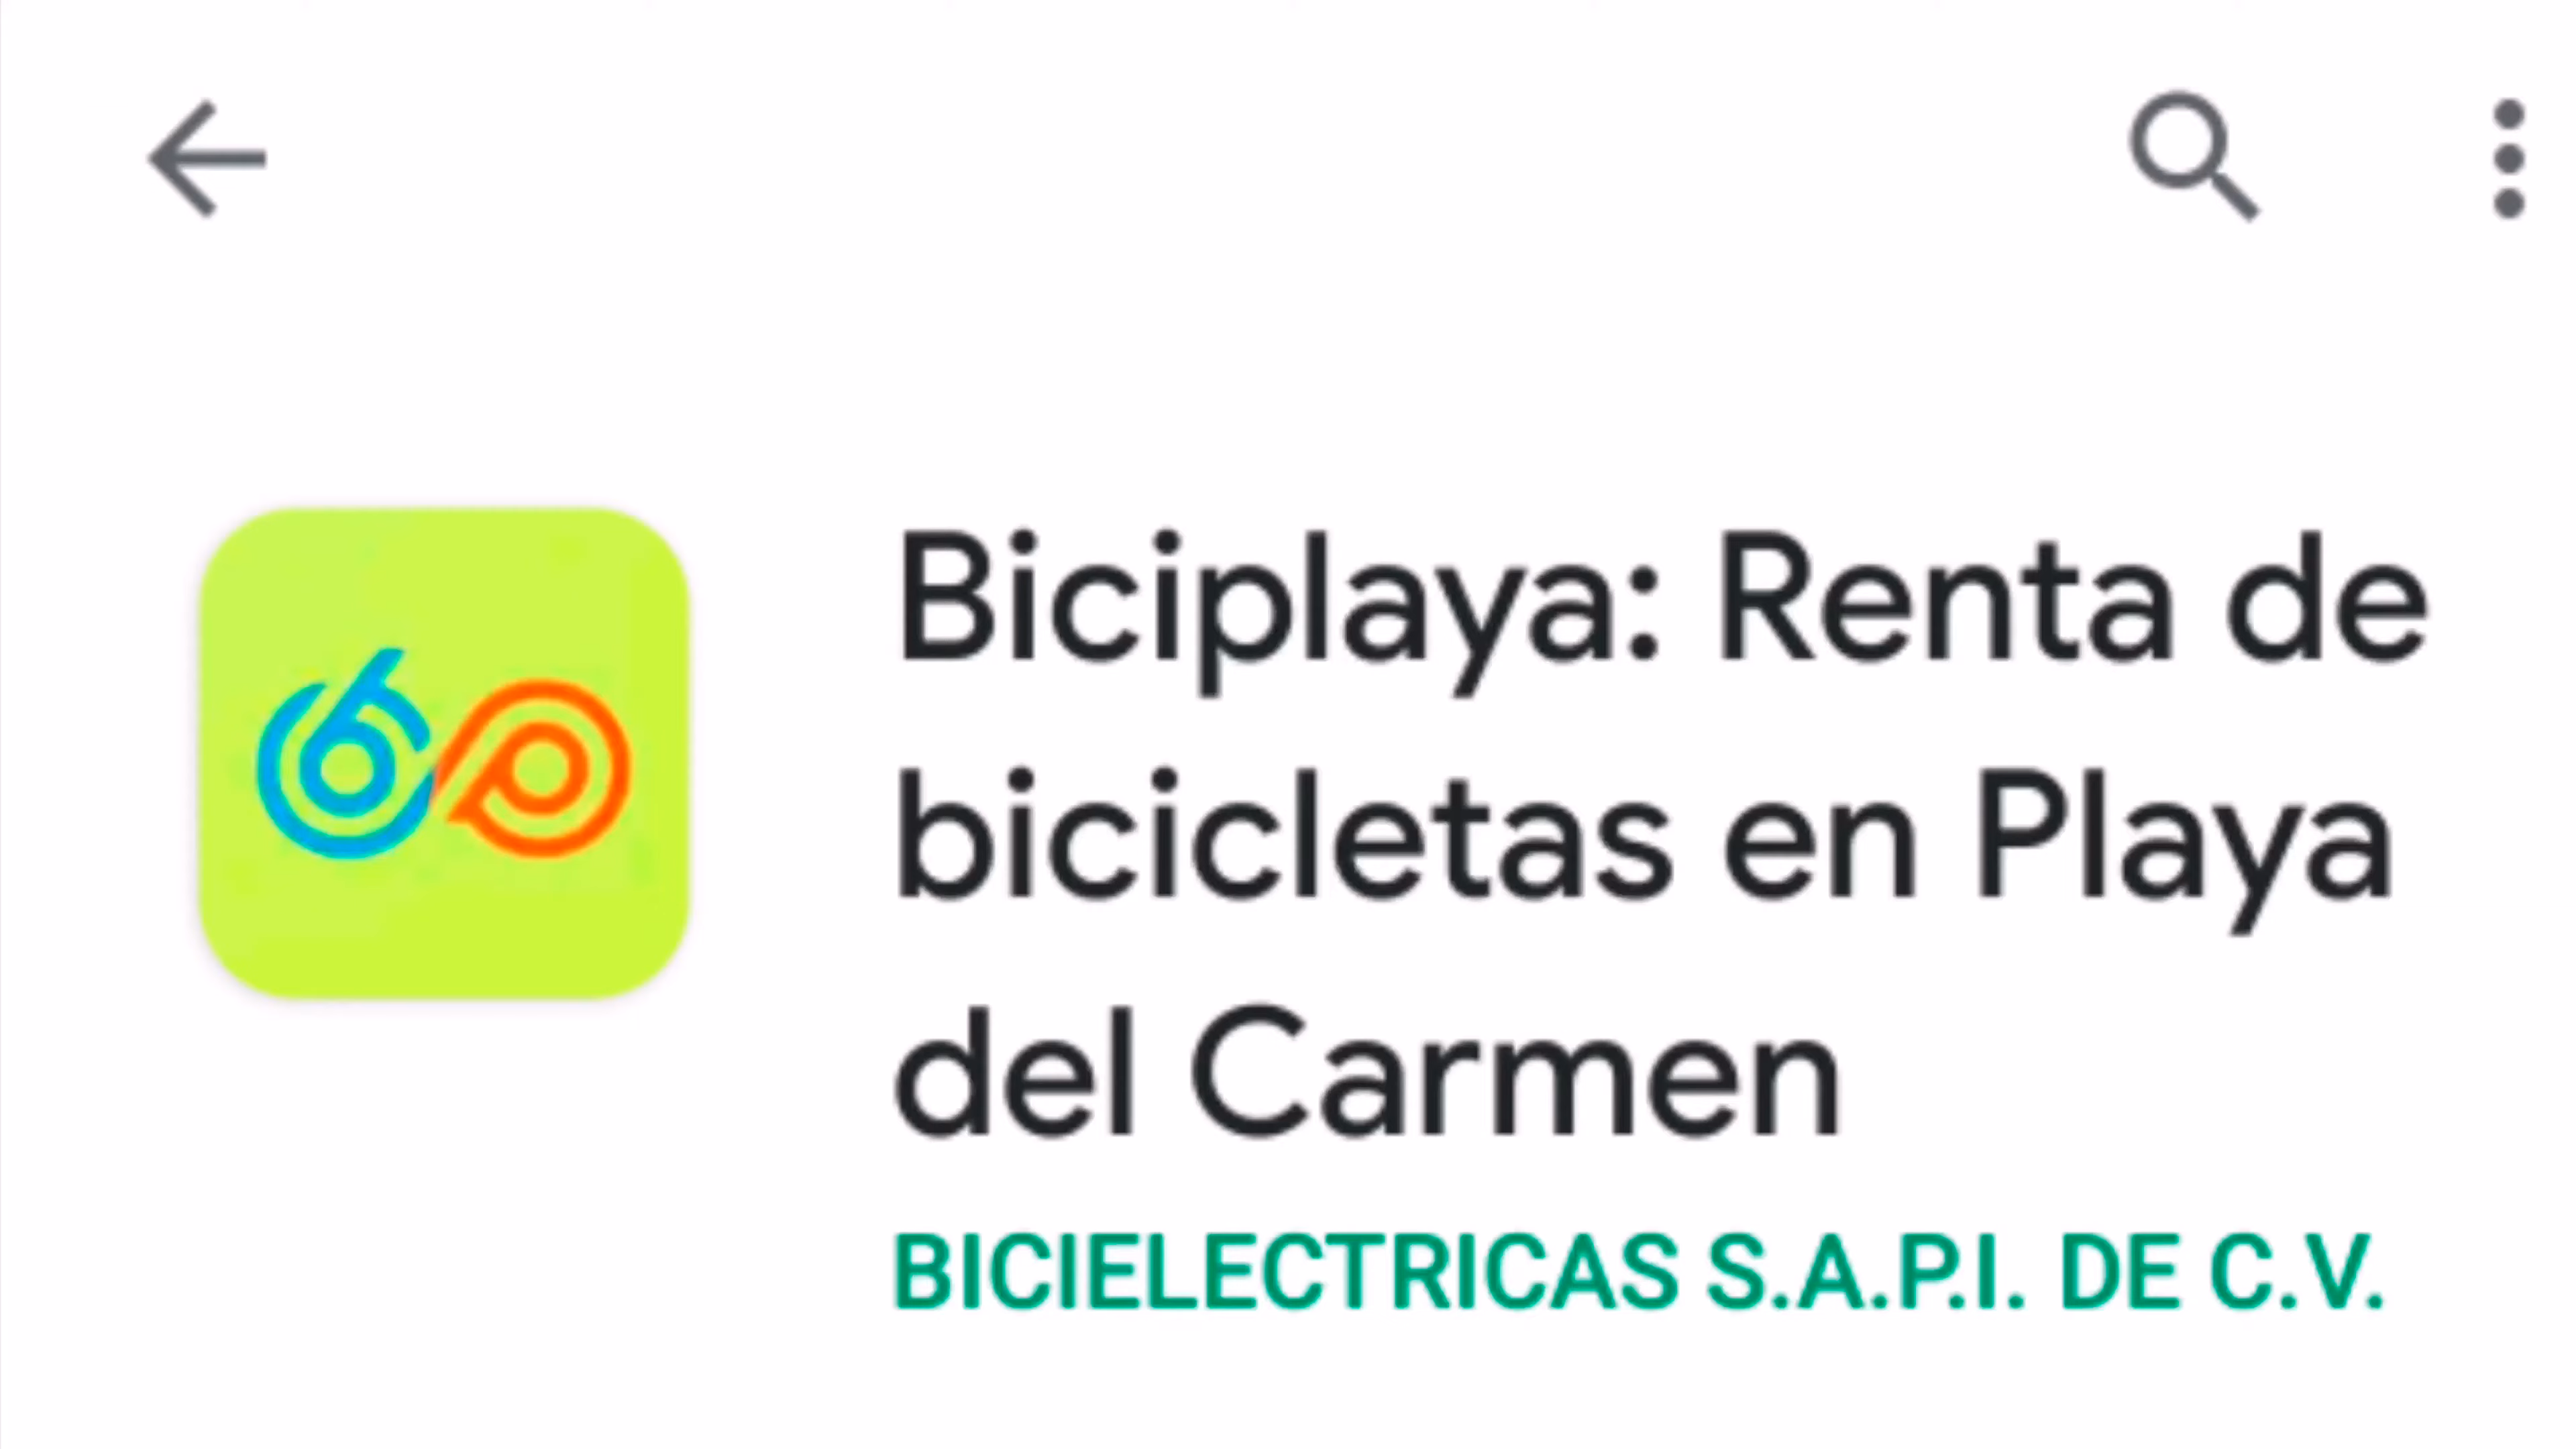 Biciplaya: Renta de
bicicletas en Playa
del Carmen
BICIELECTRICAS S.A.P.I. DE C.V.